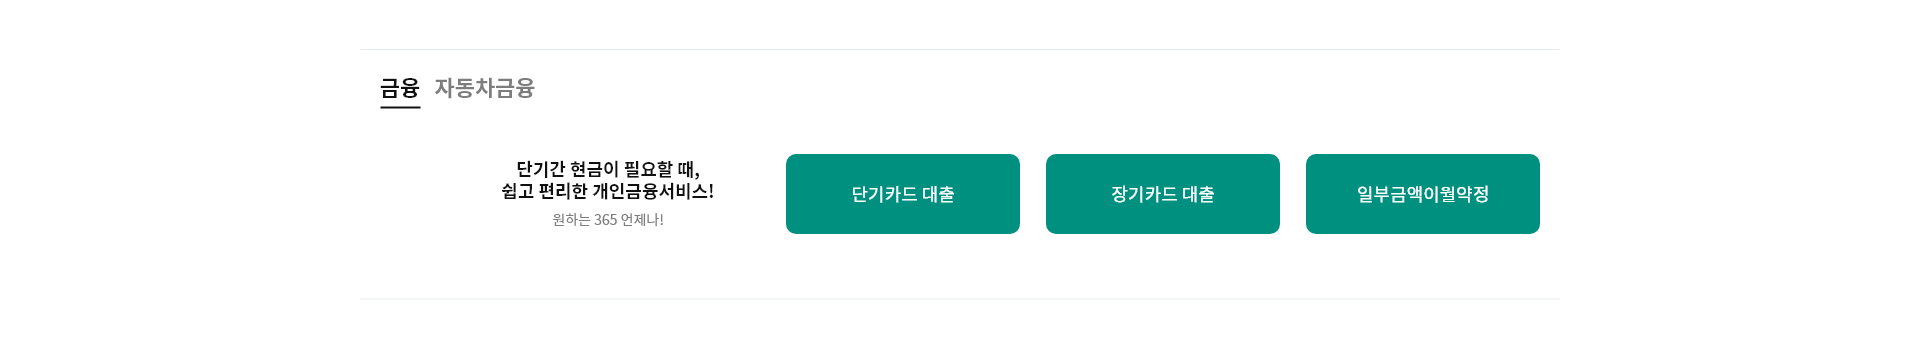 금융 자동차금융
단기간 현금이 필요할 때,
쉽고 편리한 개인금융서비스!
원하는 365 언제나!
단기카드 대출
장기카드 대출
일부금액이월약정